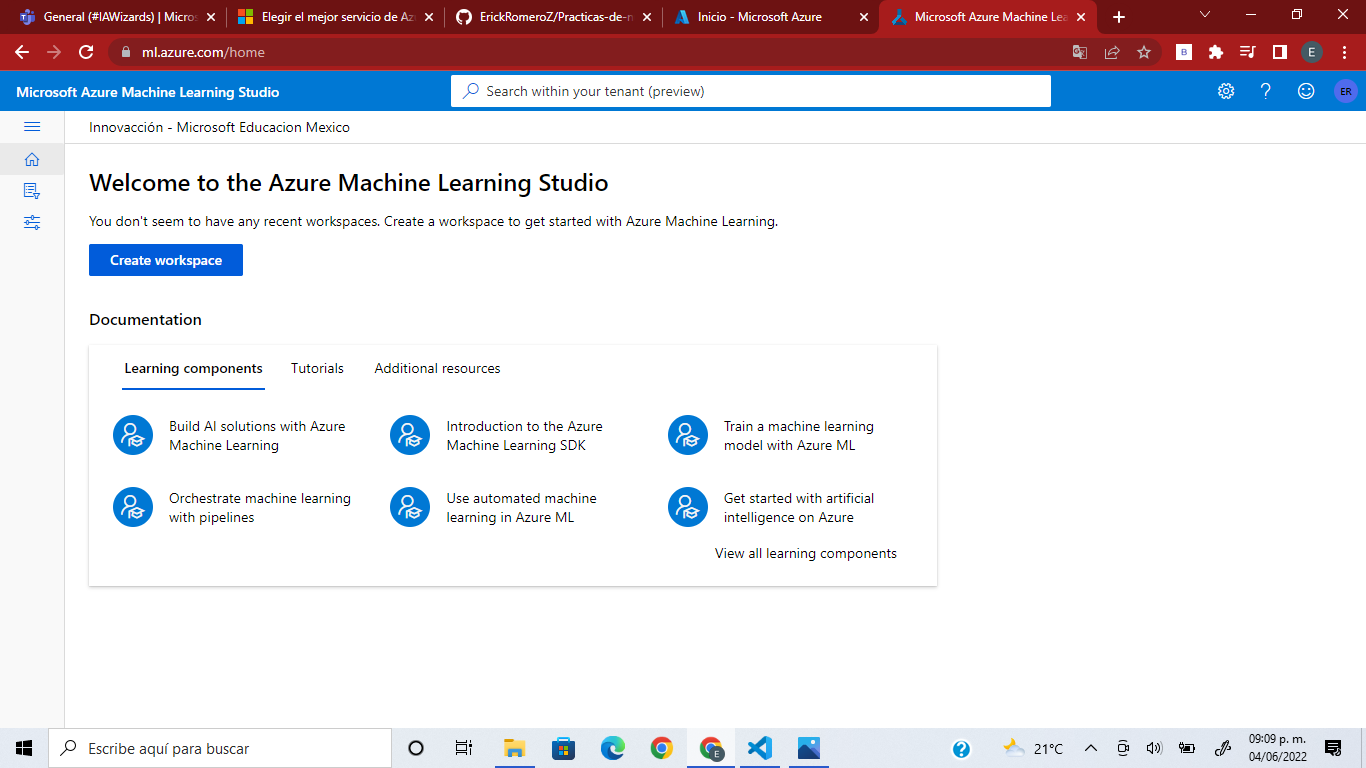 General (#IAWizards) | Micros
Elegir el mejor servicio de Az
ErickRomeroZ/Practicas-de-n
Inicio - Microsoft Azure
Microsoft Azure Machine Lea
ml.azure.com/home
B
E
Microsoft Azure Machine Learning Studio
Search within your tenant (preview)
ER
Innovacción - Microsoft Educacion Mexico
Welcome to the Azure Machine Learning Studio
You don't seem to have any recent workspaces. Create a workspace to get started with Azure Machine Learning.
Create workspace
Documentation
Learning components
Tutorials
Additional resources
Build AI solutions with Azure
Machine Learning
Introduction to the Azure
Machine Learning SDK
Train a machine learning
model with Azure ML
Orchestrate machine learning
with pipelines
Use automated machine
learning in Azure ML
Get started with artificial
intelligence on Azure
View all learning components
Escribe aquí para buscar
E
21°C
09:09 p. m.
04/06/2022